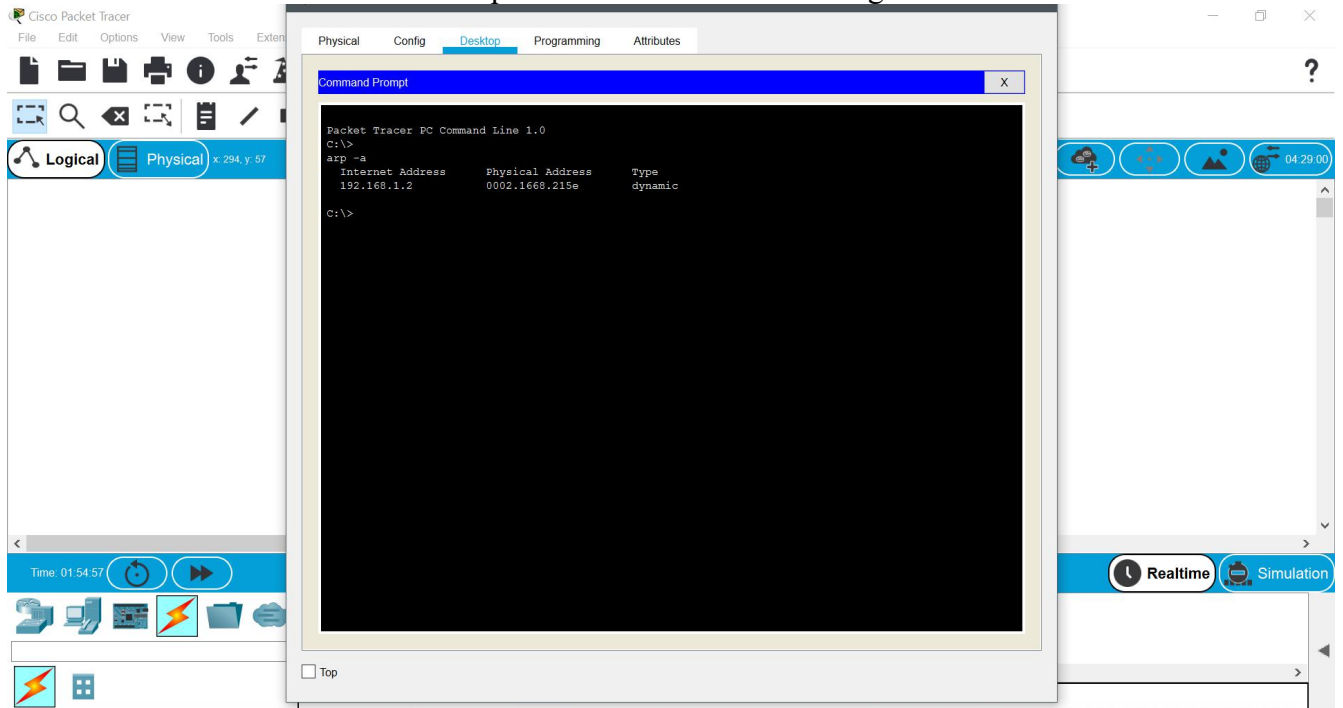 Cisco Packet Tracer
File Edit Options View Tools Exten
Physical Config Desktop Programming Attributes
?
Command Prompt X
Packet Tracer PC Command Line 1.0
C:\>
arp -a
Internet Address Physical Address Type
192.168.1.2 0002.1668.215e dynamic
C:\>
Logical Physical x: 294, y: 57
04:29:00
Time: 01:54:57
Realtime Simulation
Top